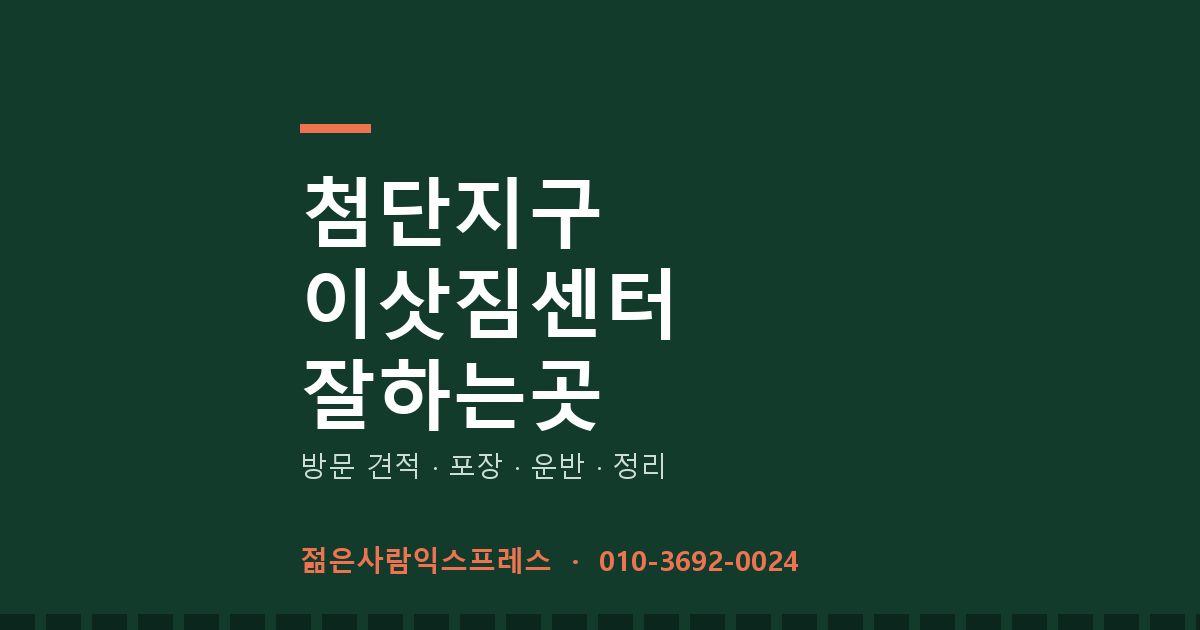 첨단지구
이삿짐센터
잘하는곳
방문 견적 · 포장 · 운반 · 정리
젊은사람익스프레스 · 010-3692-0024